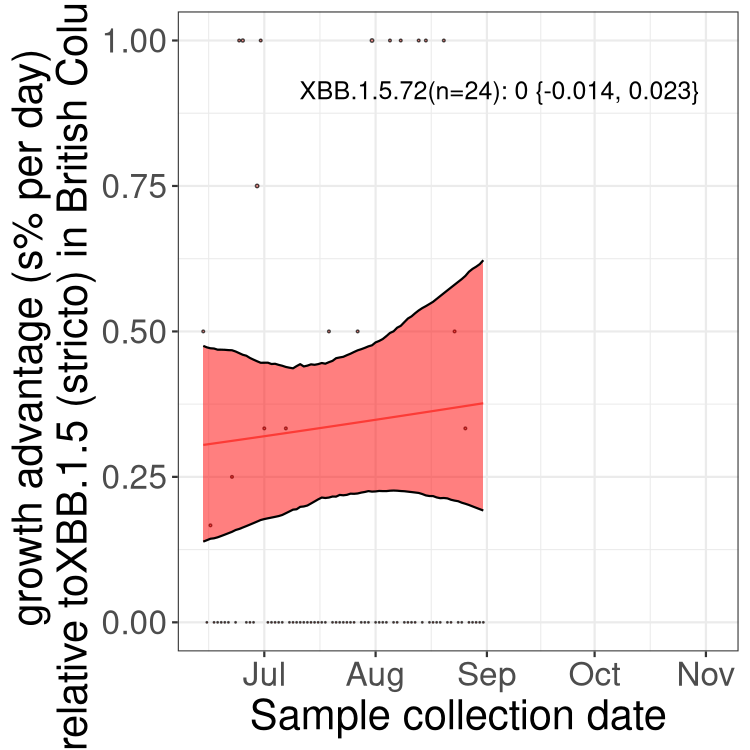 growth advantage (s% per day)
relative toXBB.1.5 (stricto) in British Colu
1.00
0.75
0.50
0.25
0.00
XBB.1.5.72(n=24): 0 {-0.014, 0.023}
Jul Aug Sep Oct Nov
Sample collection date